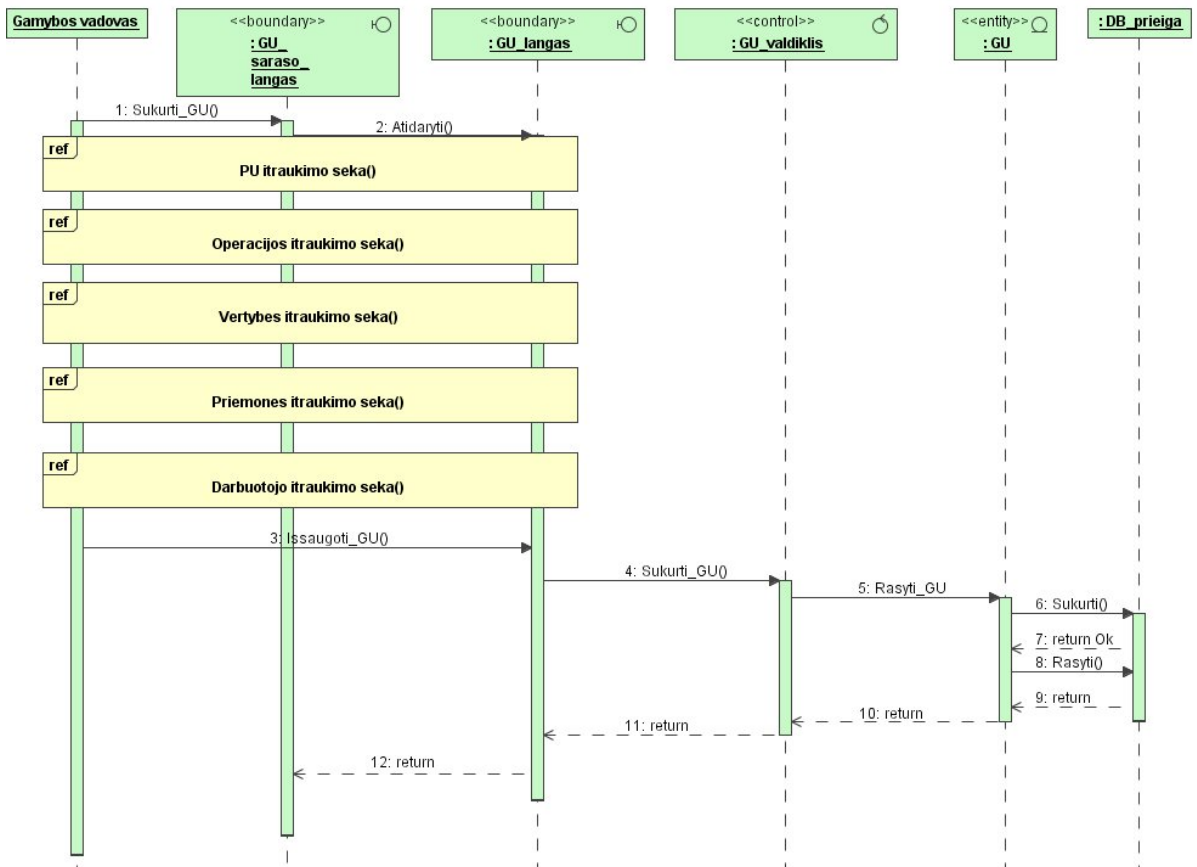 Gamybos vadovas
<<boundary>>
: GU_
saraso_
langas
<<boundary>>
: GU_langas
<<control>>
: GU_valdiklis
<<entity>>
: GU
: DB_prieiga
1: Sukurti_GU()
2: Atidaryti()
ref
PU itraukimo seka()
ref
Operacijos itraukimo seka()
ref
Vertybes itraukimo seka()
ref
Priemones itraukimo seka()
ref
Darbuotojo itraukimo seka()
3: Issaugoti_GU()
4: Sukurti_GU()
5: Rasyti_GU
6: Sukurti()
7: return Ok
8: Rasyti()
9: return
10: return
11: return
12: return